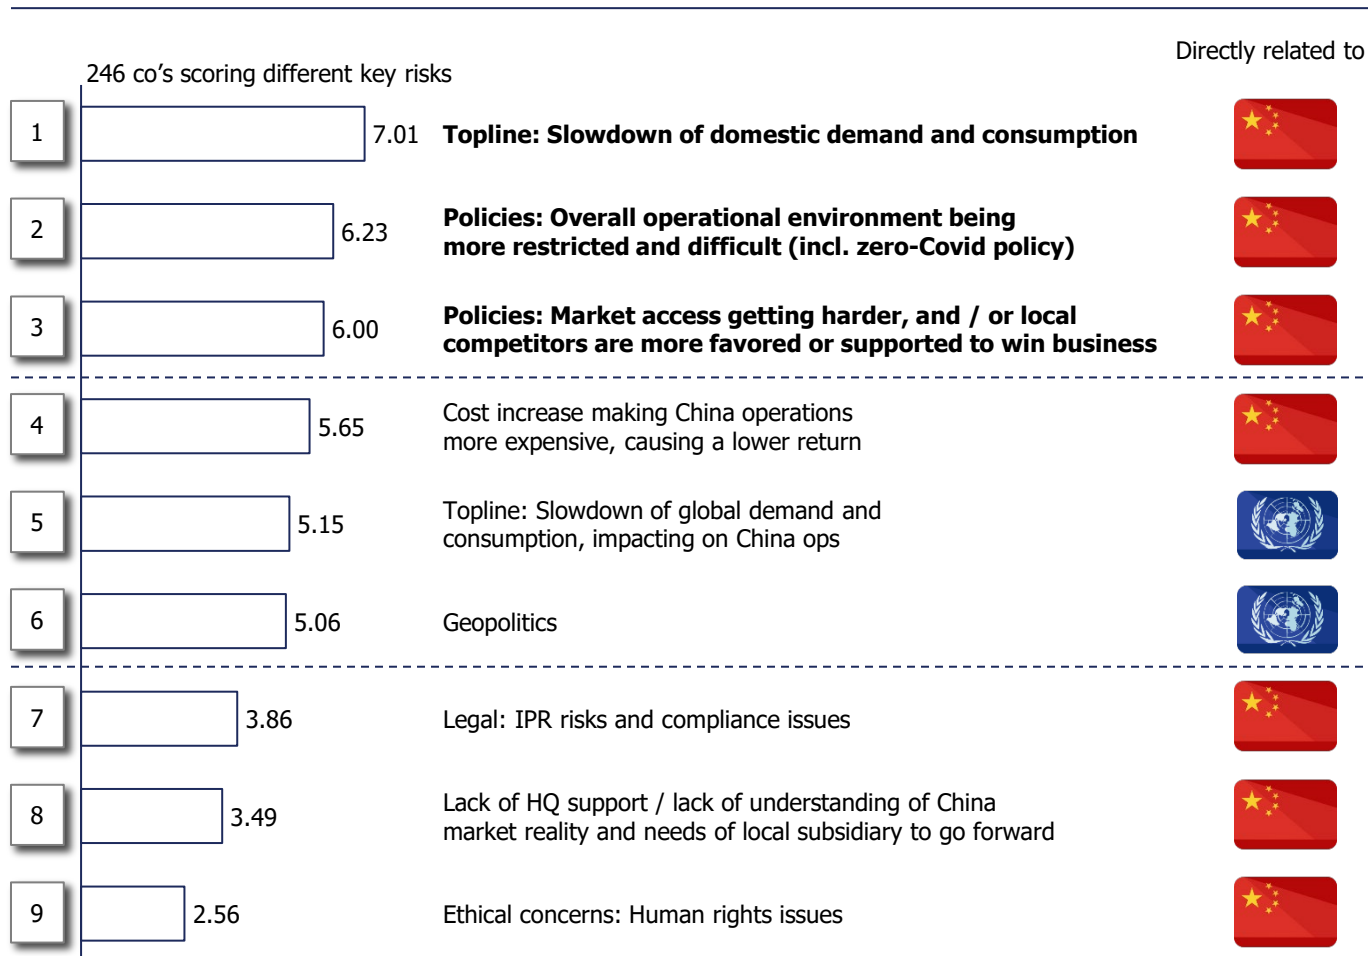 Directly related to
246 co’s scoring different key risks
1
7.01
Topline: Slowdown of domestic demand and consumption
2
6.23
Policies: Overall operational environment being
more restricted and difficult (incl. zero-Covid policy)
3
6.00
Policies: Market access getting harder, and / or local
competitors are more favored or supported to win business
4
5.65
Cost increase making China operations
more expensive, causing a lower return
5
5.15
Topline: Slowdown of global demand and
consumption, impacting on China ops
6
5.06
Geopolitics
7
3.86
Legal: IPR risks and compliance issues
8
3.49
Lack of HQ support / lack of understanding of China
market reality and needs of local subsidiary to go forward
9
2.56
Ethical concerns: Human rights issues